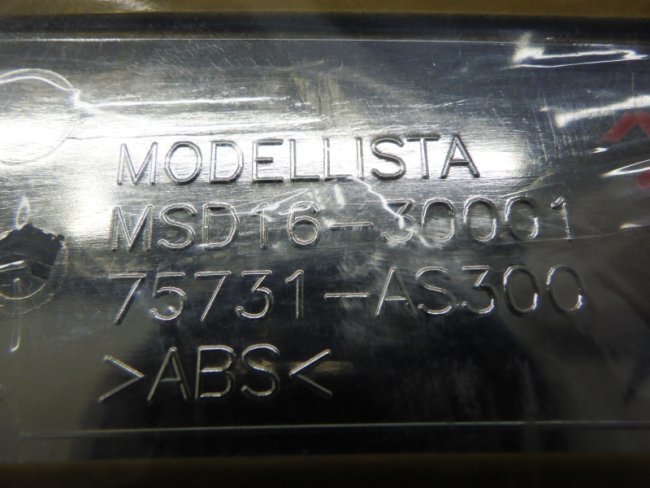 MODELLISTA
MSD16-30001
75731-AS300
>ABS<